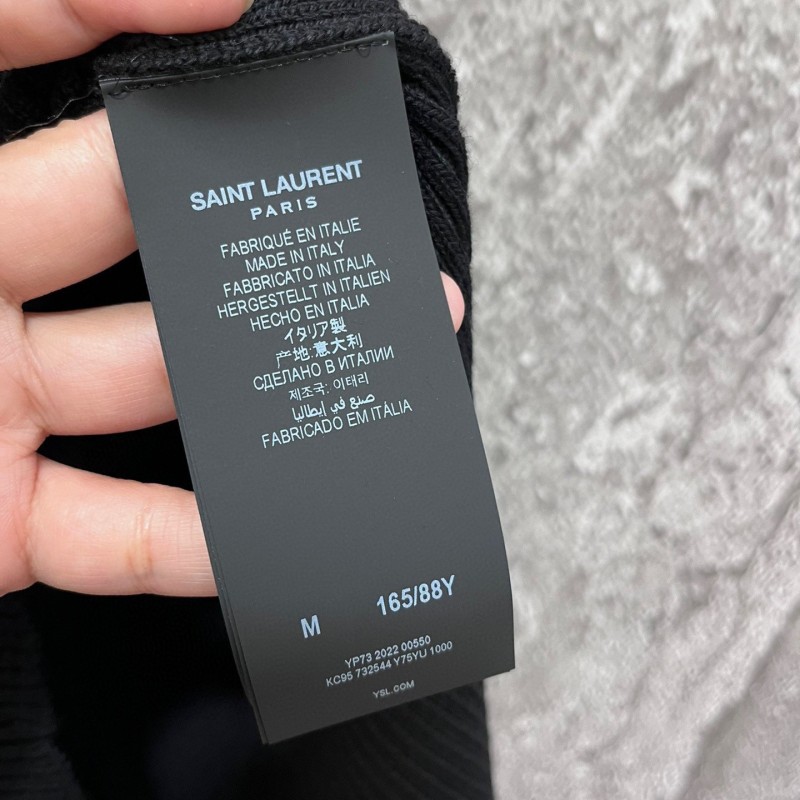 SAINT LAURENT
PARIS
FABRIQUÉ EN ITALIE
MADE IN ITALY
FABBRICATO IN ITALIA
HERGESTELLT IN ITALIEN
HECHO EN ITALIA
イタリア製
产地:意大利
СДЕЛАНО В ИТАЛИИ
제조국: 이태리
صنع في إيطاليا
FABRICADO EM ITÁLIA
M 165/88Y
YP73 2022 00550
KC95 732544 Y75YU 1000
YSL.COM